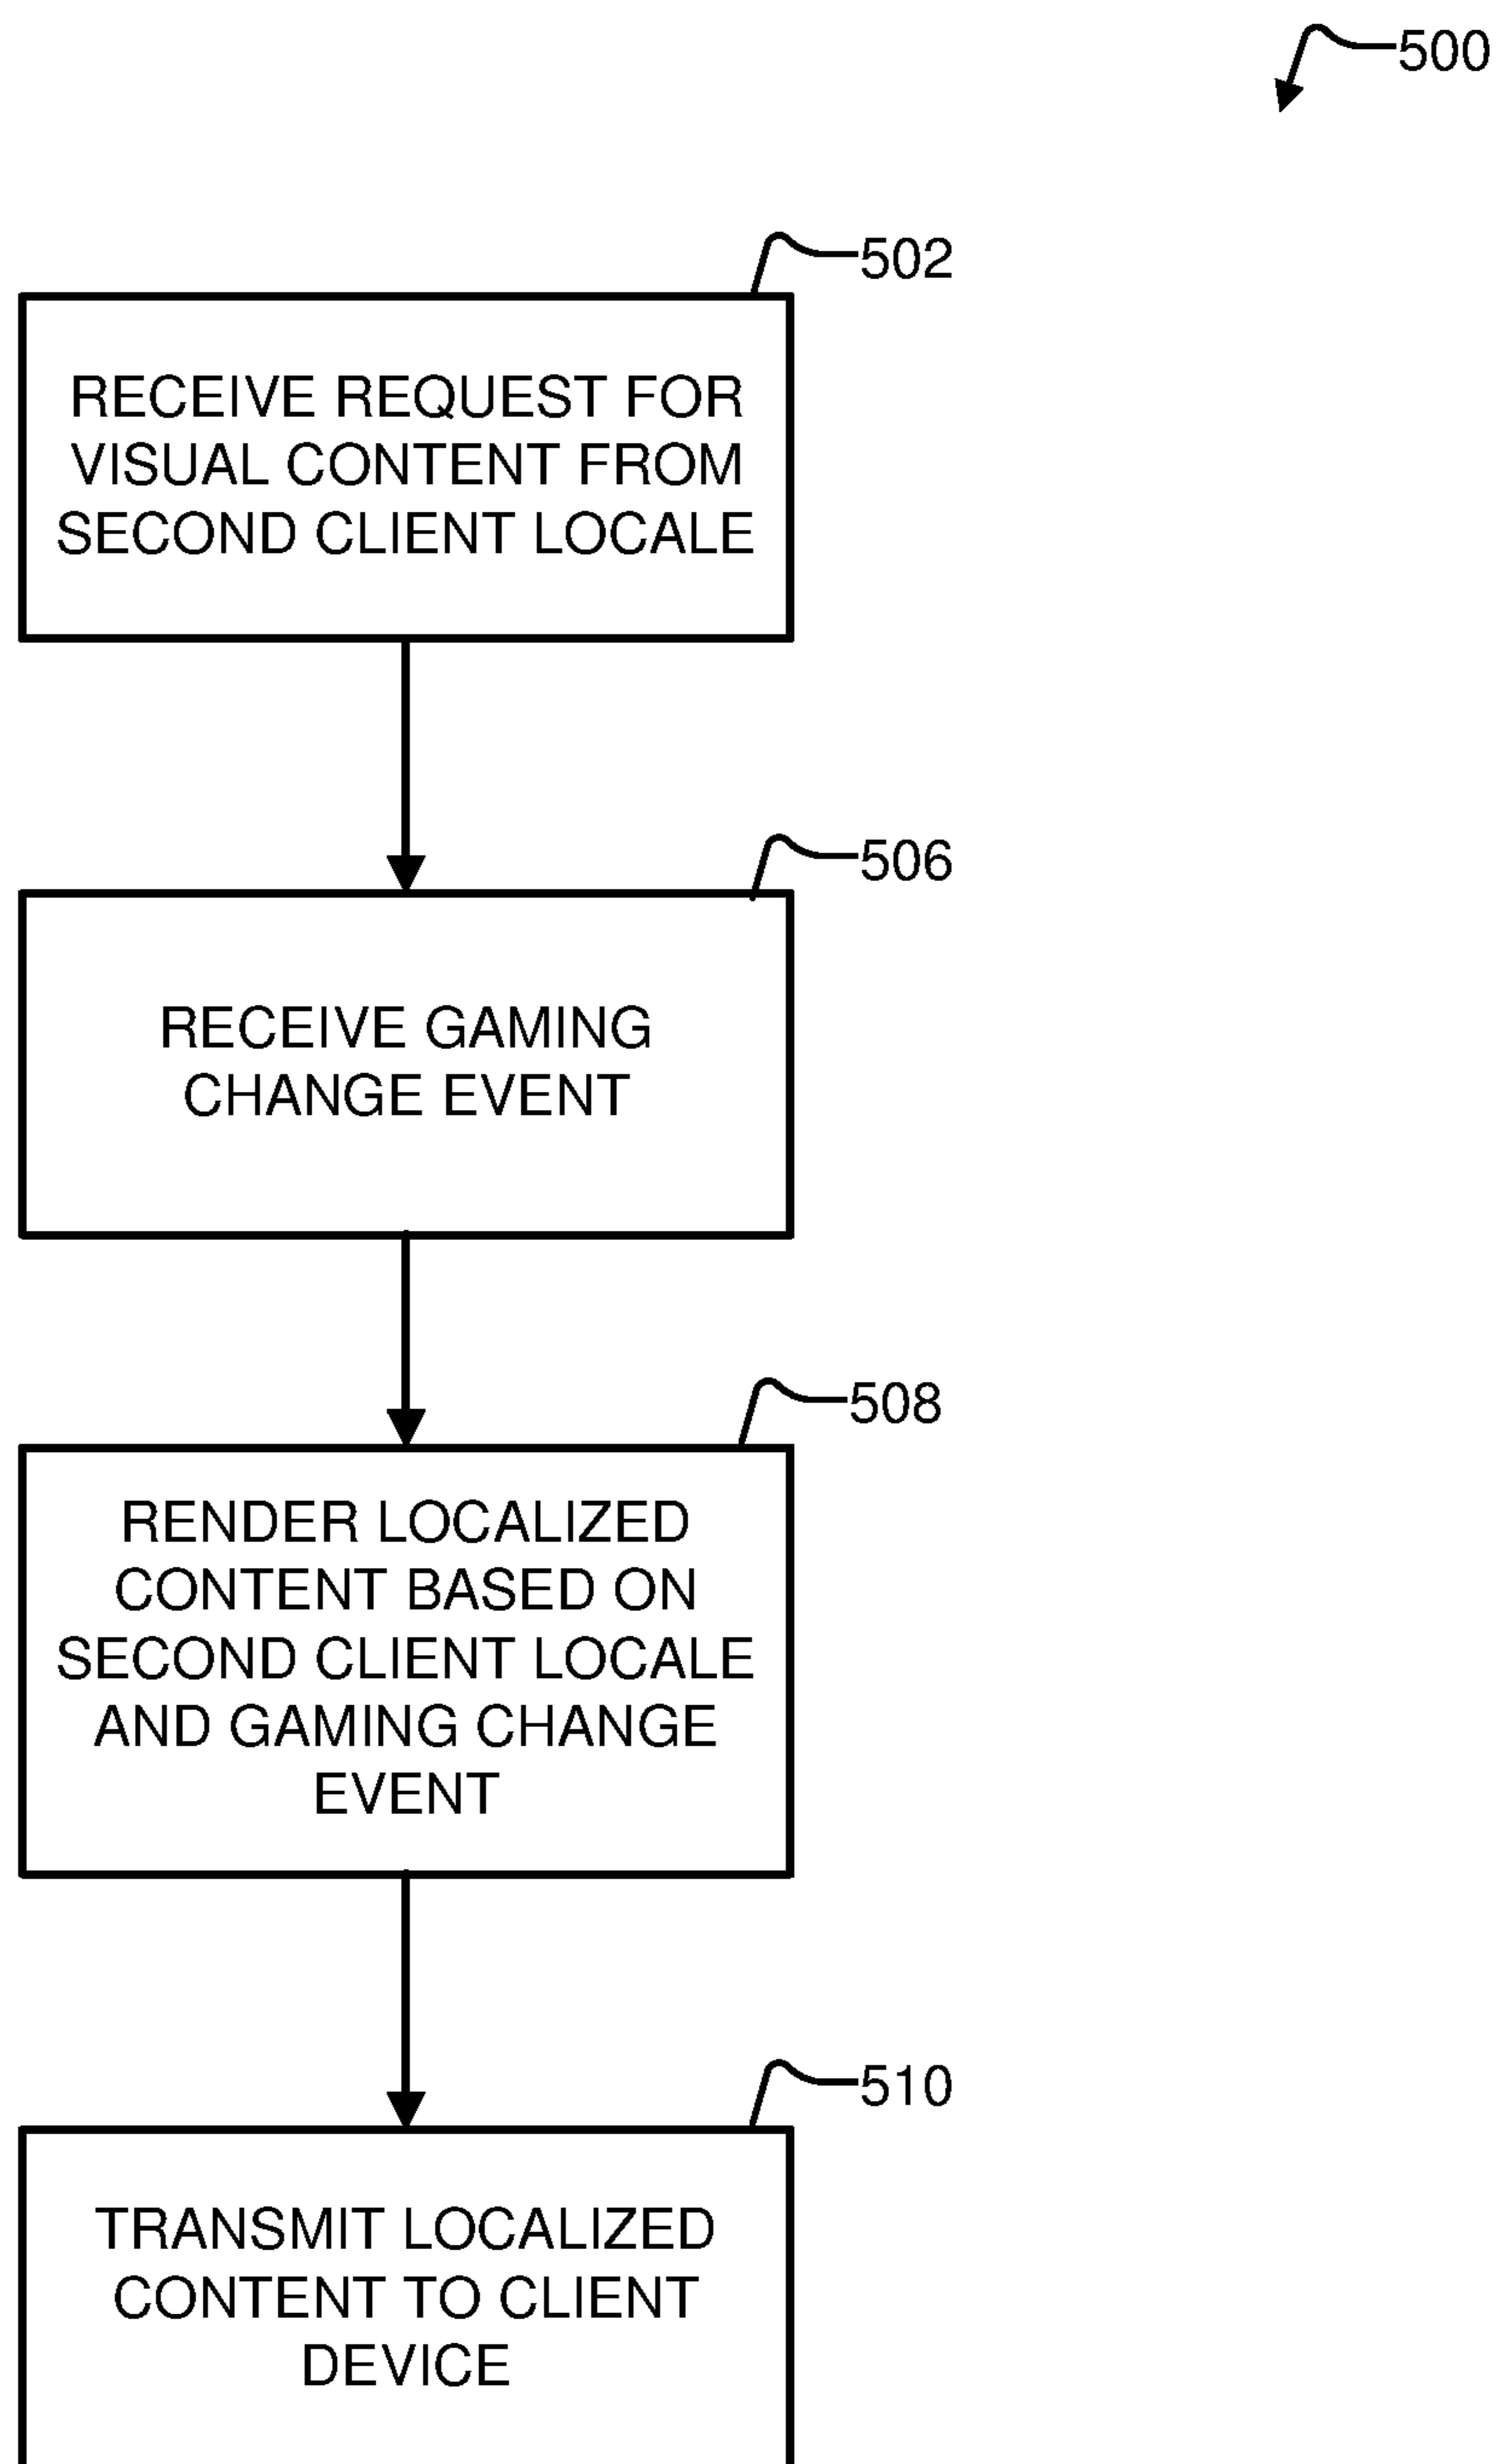 500
502
RECEIVE REQUEST FOR
VISUAL CONTENT FROM
SECOND CLIENT LOCALE
506
RECEIVE GAMING
CHANGE EVENT
508
RENDER LOCALIZED
CONTENT BASED ON
SECOND CLIENT LOCALE
AND GAMING CHANGE
EVENT
510
TRANSMIT LOCALIZED
CONTENT TO CLIENT
DEVICE